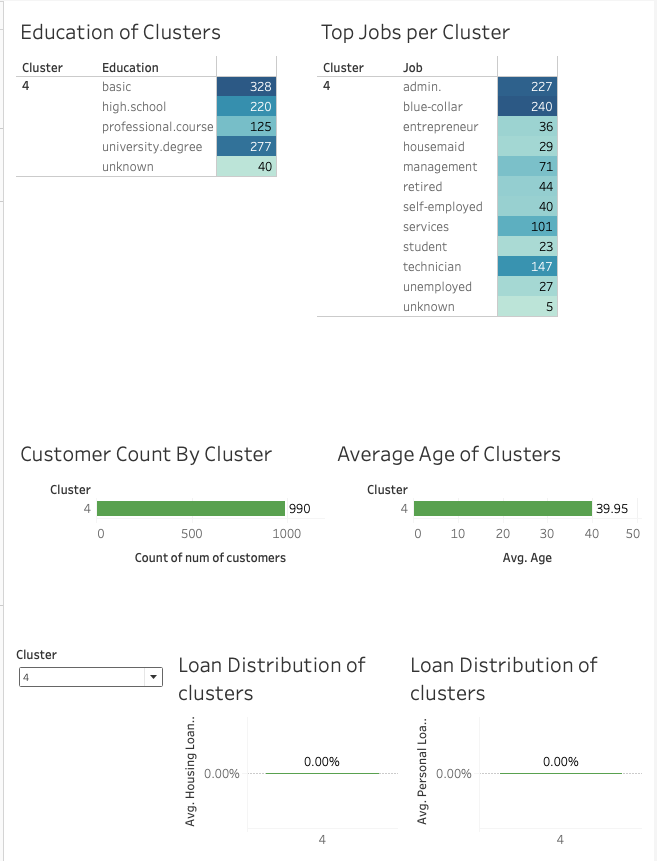 Education of Clusters
Cluster Education
4 basic 328
high.school 220
professional.course 125
university.degree 277
unknown 40
Top Jobs per Cluster
Cluster Job
4 admin. 227
blue-collar 240
entrepreneur 36
housemaid 29
management 71
retired 44
self-employed 40
services 101
student 23
technician 147
unemployed 27
unknown 5
Customer Count By Cluster
Cluster
4 990
0 500 1000
Count of num of customers
Average Age of Clusters
Cluster
4 39.95
0 10 20 30 40 50
Avg. Age
Cluster
4
Loan Distribution of
clusters
Avg. Housing Loan..
0.00%
0.00%
4
Loan Distribution of
clusters
Avg. Personal Loa..
0.00%
0.00%
4